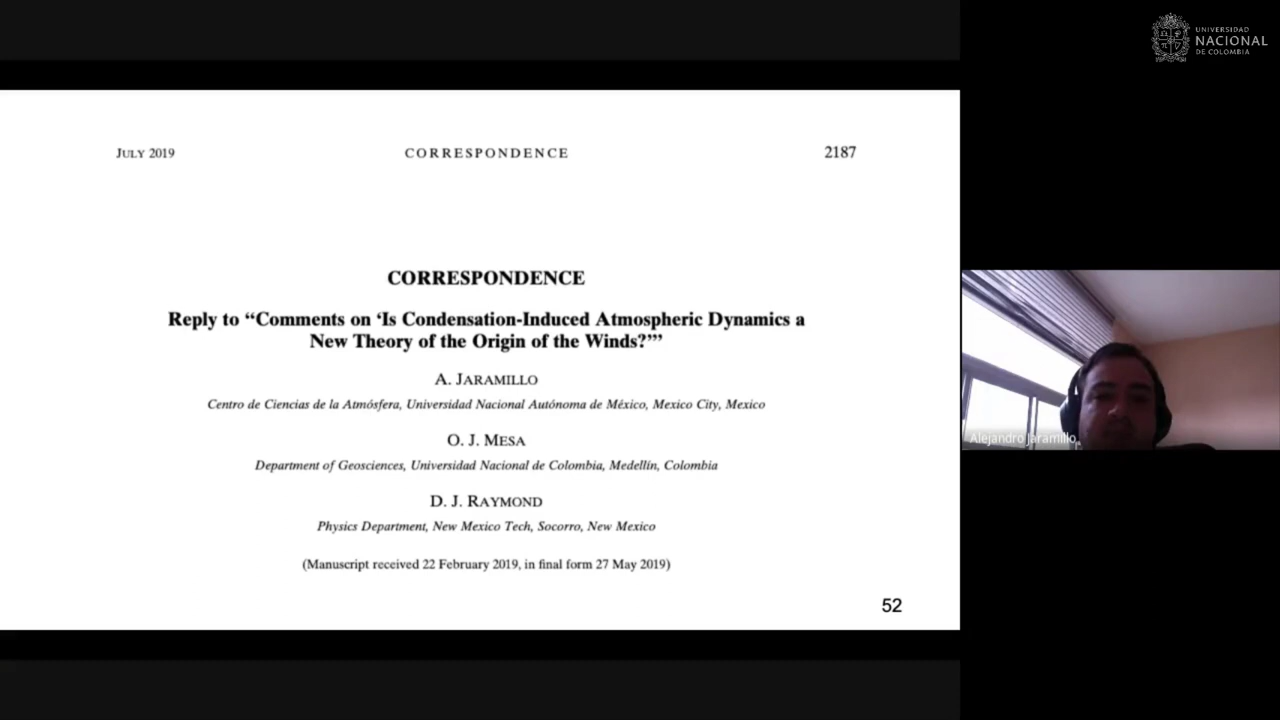 UNIVERSIDAD
NACIONAL
DE COLOMBIA
JULY 2019
CORRESPONDENCE
2187
CORRESPONDENCE
Reply to “Comments on ‘Is Condensation-Induced Atmospheric Dynamics a
New Theory of the Origin of the Winds?’”
A. JARAMILLO
Centro de Ciencias de la Atmósfera, Universidad Nacional Autónoma de México, Mexico City, Mexico
O. J. MESA
Department of Geosciences, Universidad Nacional de Colombia, Medellín, Colombia
D. J. RAYMOND
Physics Department, New Mexico Tech, Socorro, New Mexico
(Manuscript received 22 February 2019, in final form 27 May 2019)
52
Alejandro Jaramillo